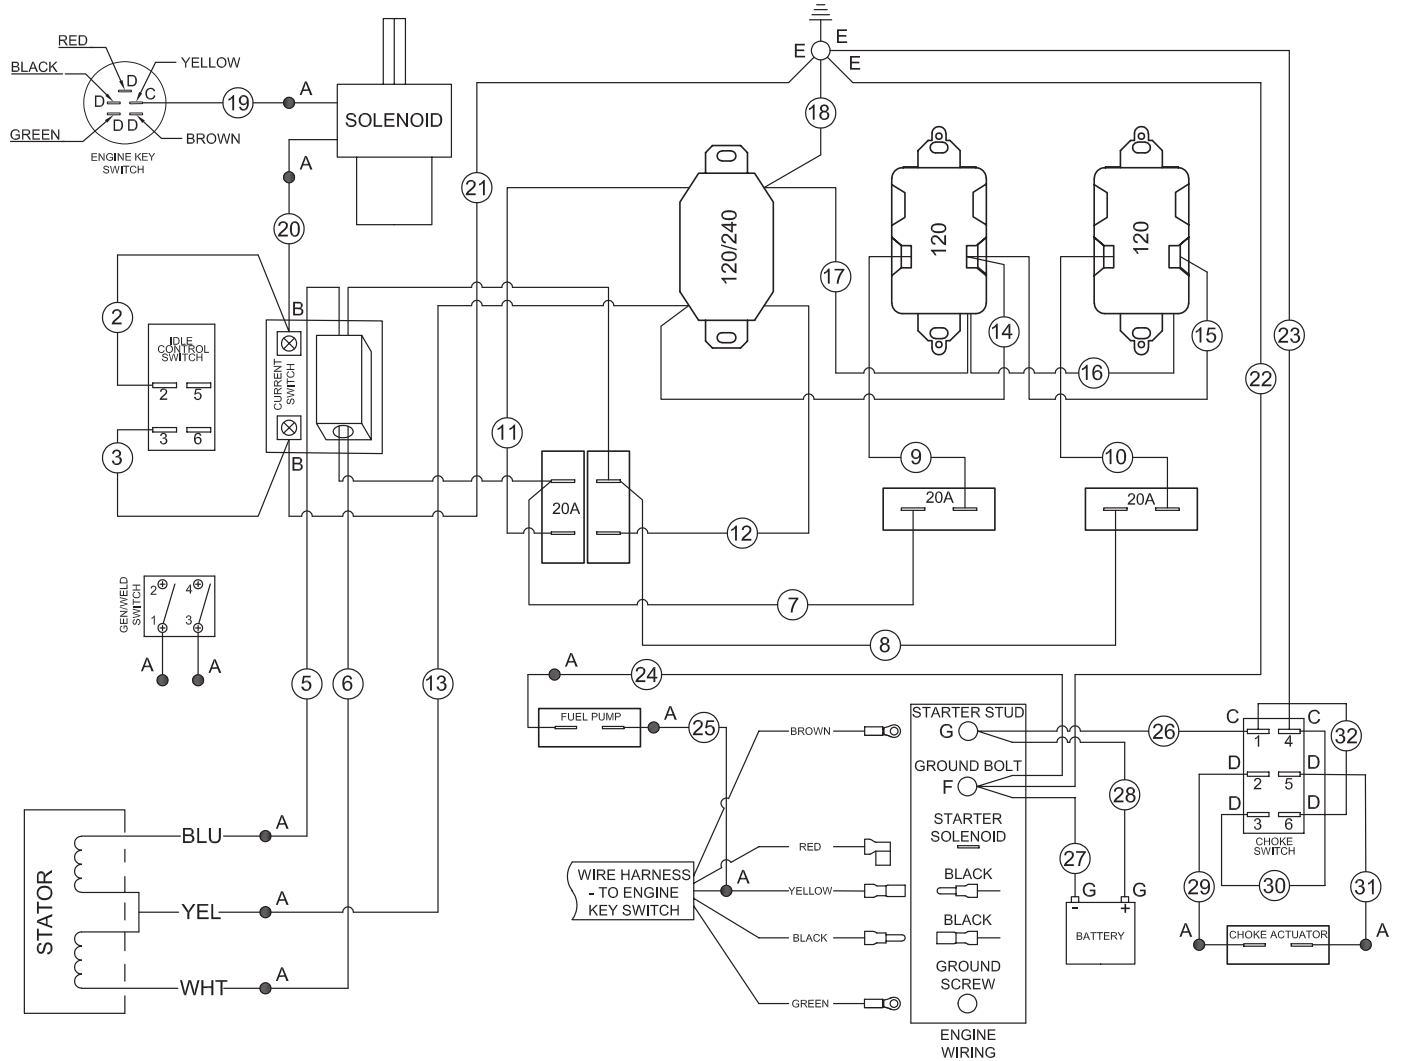 RED
BLACK
YELLOW
D
D
C
D
D
GREEN
BROWN
ENGINE KEY
SWITCH
19
A
SOLENOID
A
20
E
E
E
18
21
120/240
120
120
17
14
15
16
23
22
2
3
IDLE
CONTROL
SWITCH
2
5
3
6
B
CURRENT
SWITCH
B
11
20A
12
9
10
20A
20A
7
8
GEN/WELD
SWITCH
2
4
1
3
A
A
5
6
13
A
24
FUEL PUMP
A
25
BROWN
RED
YELLOW
BLACK
GREEN
WIRE HARNESS
- TO ENGINE
KEY SWITCH
A
STARTER STUD
G
GROUND BOLT
F
STARTER
SOLENOID
BLACK
BLACK
GROUND
SCREW
ENGINE
WIRING
26
28
27
G
G
-
+
BATTERY
C
C
1
4
32
D
D
2
5
D
D
3
6
CHOKE
SWITCH
29
30
31
A
CHOKE ACTUATOR
A
STATOR
BLU
A
YEL
A
WHT
A